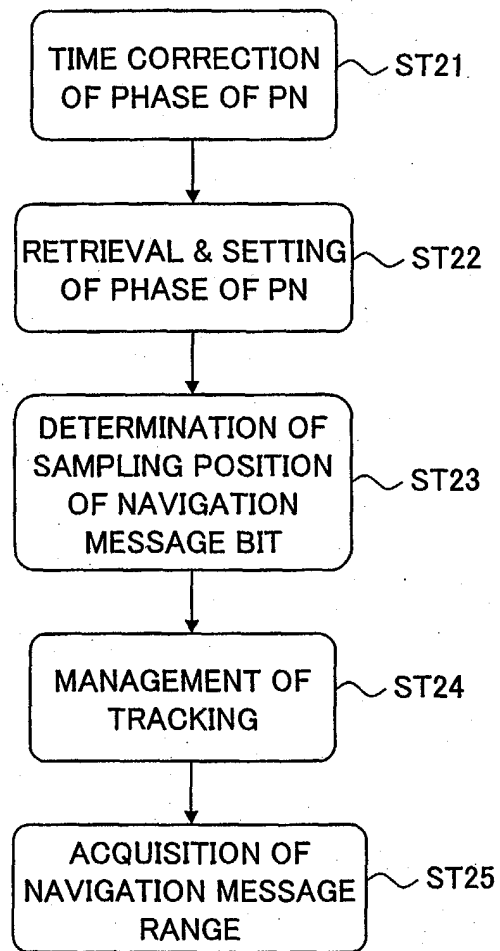 TIME CORRECTION
OF PHASE OF PN
ST21
RETRIEVAL & SETTING
OF PHASE OF PN
ST22
DETERMINATION OF
SAMPLING POSITION
OF NAVIGATION
MESSAGE BIT
ST23
MANAGEMENT OF
TRACKING
ST24
ACQUISITION OF
NAVIGATION MESSAGE
RANGE
ST25